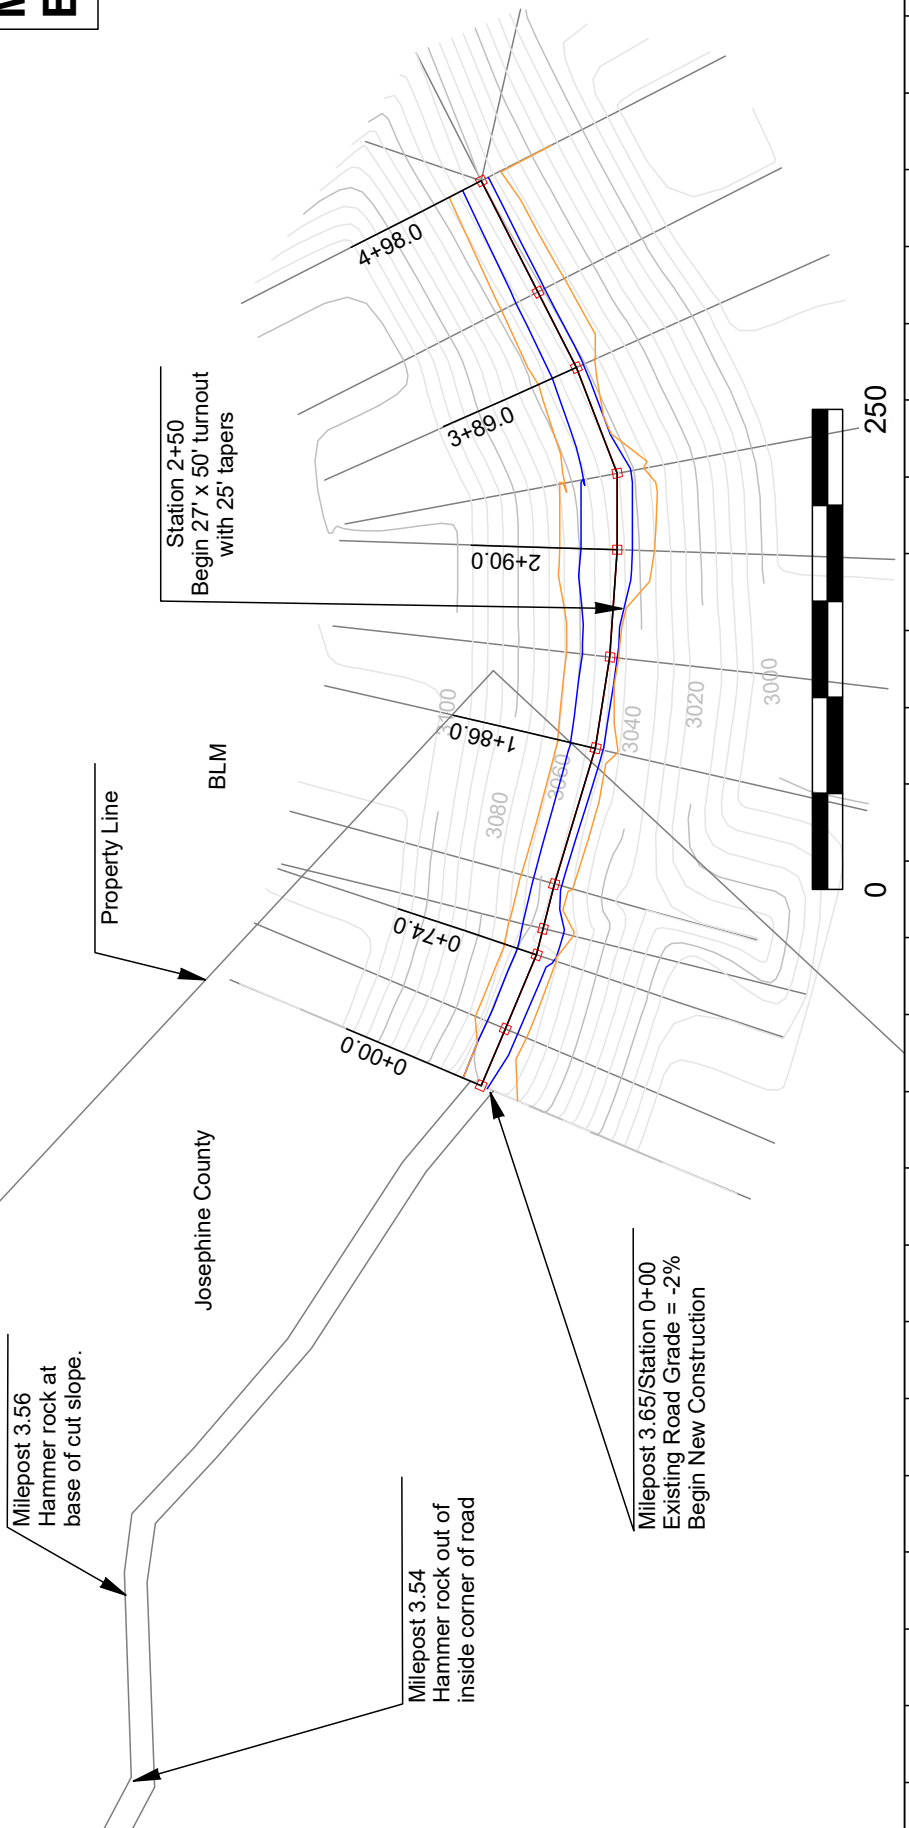 Milepost 3.56
Hammer rock at
base of cut slope.
Milepost 3.54
Hammer rock out of
inside corner of road
Josephine County
Property Line
BLM
Milepost 3.65/Station 0+00
Existing Road Grade = -2%
Begin New Construction
Station 2+50
Begin 27' x 50' turnout
with 25' tapers
0+00.0
0+74.0
1+86.0
2+90.0
3+89.0
4+98.0
3100
3080
3060
3040
3020
3000
0
250